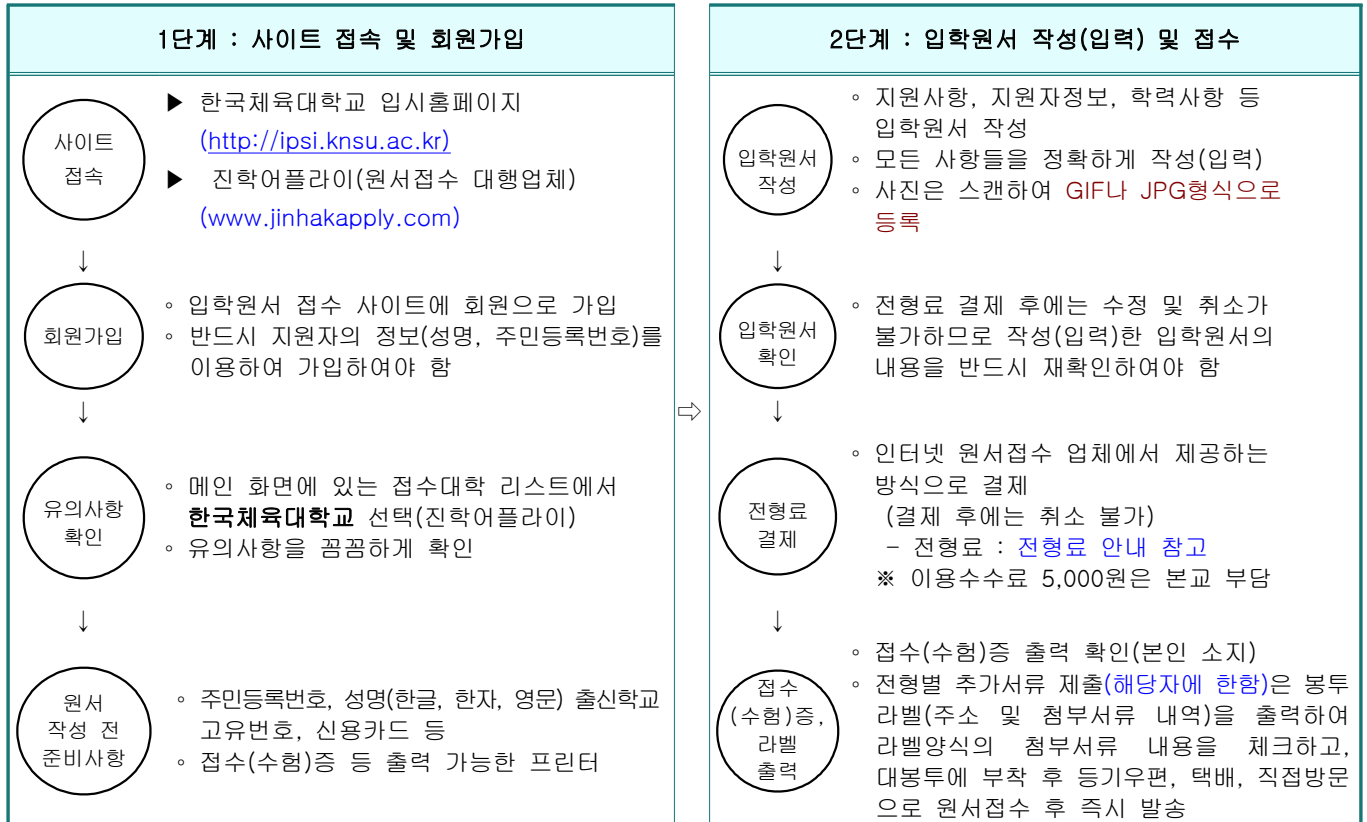 1단계 : 사이트 접속 및 회원가입
사이트
접속
▶ 한국체육대학교 입시홈페이지
(http://ipsi.knsu.ac.kr)
▶ 진학어플라이(원서접수 대행업체)
(www.jinhakapply.com)
↓
회원가입
◦ 입학원서 접수 사이트에 회원으로 가입
◦ 반드시 지원자의 정보(성명, 주민등록번호)를
이용하여 가입하여야 함
↓
유의사항
확인
◦ 메인 화면에 있는 접수대학 리스트에서
한국체육대학교 선택(진학어플라이)
◦ 유의사항을 꼼꼼하게 확인
↓
원서
작성 전
준비사항
◦ 주민등록번호, 성명(한글, 한자, 영문) 출신학교
고유번호, 신용카드 등
◦ 접수(수험)증 등 출력 가능한 프린터
⇨
2단계 : 입학원서 작성(입력) 및 접수
입학원서
작성
◦ 지원사항, 지원자정보, 학력사항 등
입학원서 작성
◦ 모든 사항들을 정확하게 작성(입력)
◦ 사진은 스캔하여 GIF나 JPG형식으로
등록
↓
입학원서
확인
◦ 전형료 결제 후에는 수정 및 취소가
불가하므로 작성(입력)한 입학원서의
내용을 반드시 재확인하여야 함
↓
전형료
결제
◦ 인터넷 원서접수 업체에서 제공하는
방식으로 결제
(결제 후에는 취소 불가)
- 전형료 : 전형료 안내 참고
※ 이용수수료 5,000원은 본교 부담
↓
접수
(수험)증,
라벨
출력
◦ 접수(수험)증 출력 확인(본인 소지)
◦ 전형별 추가서류 제출(해당자에 한함)은 봉투
라벨(주소 및 첨부서류 내역)을 출력하여
라벨양식의 첨부서류 내용을 체크하고,
대봉투에 부착 후 등기우편, 택배, 직접방문
으로 원서접수 후 즉시 발송